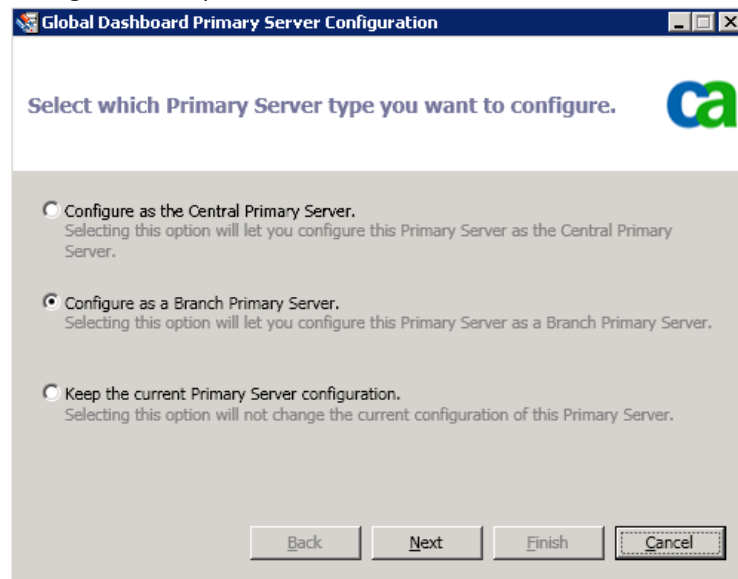 Global Dashboard Primary Server Configuration
Select which Primary Server type you want to configure.
ca
Configure as the Central Primary Server.
Selecting this option will let you configure this Primary Server as the Central Primary
Server.
Configure as a Branch Primary Server.
Selecting this option will let you configure this Primary Server as a Branch Primary Server.
Keep the current Primary Server configuration.
Selecting this option will not change the current configuration of this Primary Server.
Back Next Finish Cancel